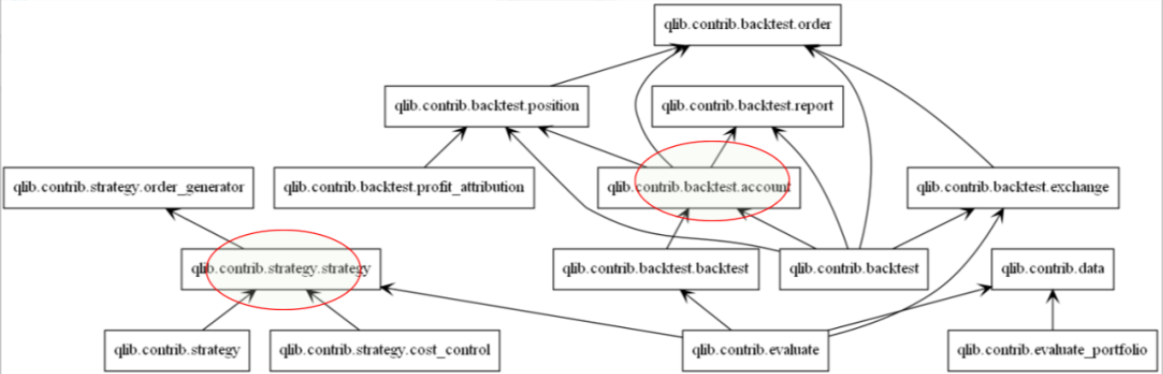 qlib.contrib.backtest.order
qlib.contrib.backtest.position
qlib.contrib.backtest.report
qlib.contrib.strategy.order_generator
qlib.contrib.backtest.profit_attribution
qlib.contrib.backtest.account
qlib.contrib.backtest.exchange
qlib.contrib.strategy.strategy
qlib.contrib.backtest.backtest
qlib.contrib.backtest
qlib.contrib.data
qlib.contrib.strategy
qlib.contrib.strategy.cost_control
qlib.contrib.evaluate
qlib.contrib.evaluate_portfolio